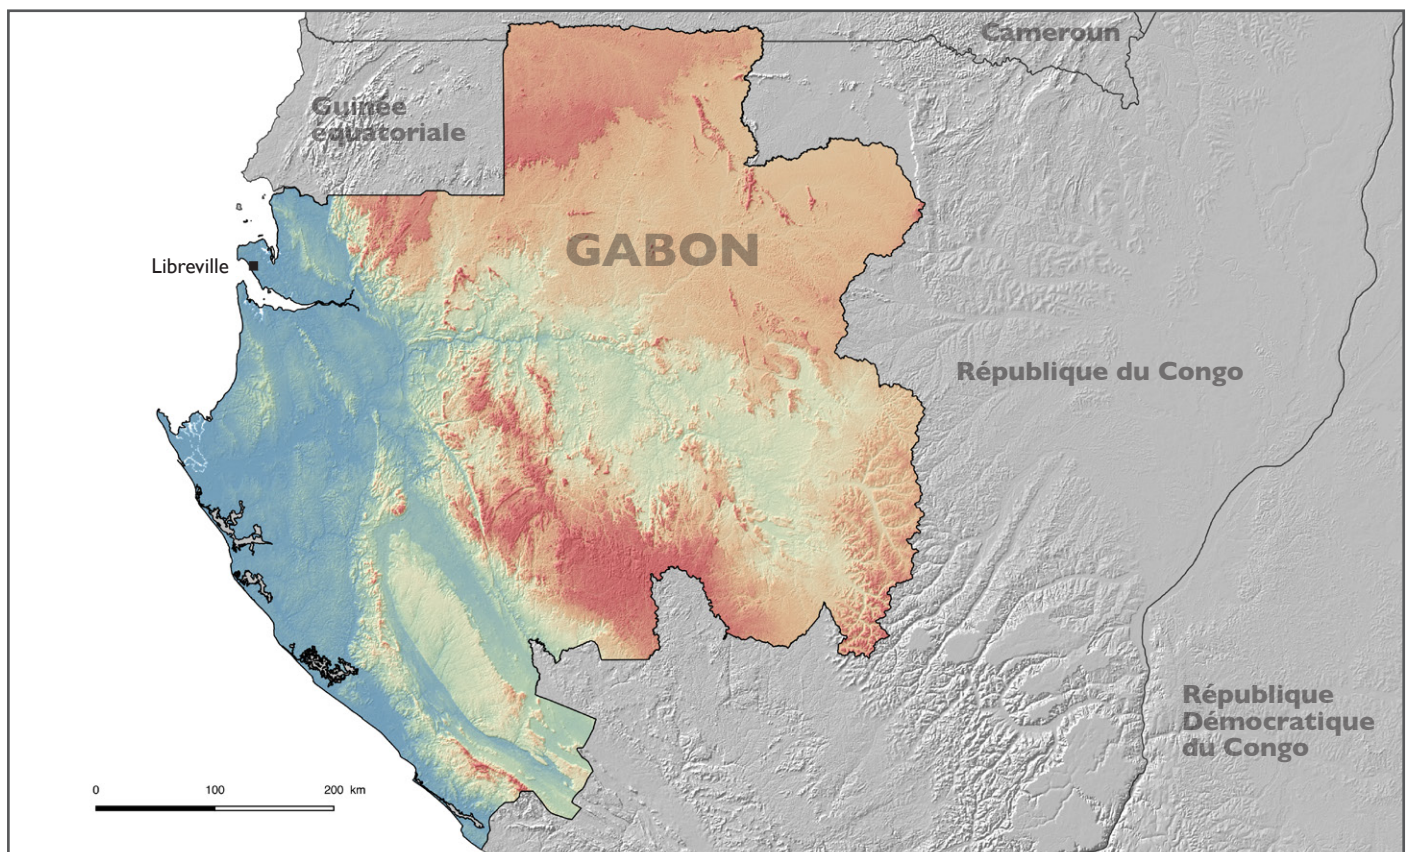 Cameroun
Guinée
équatoriale
GABON
Libreville
République du Congo
République
Démocratique
du Congo
0 100 200 km